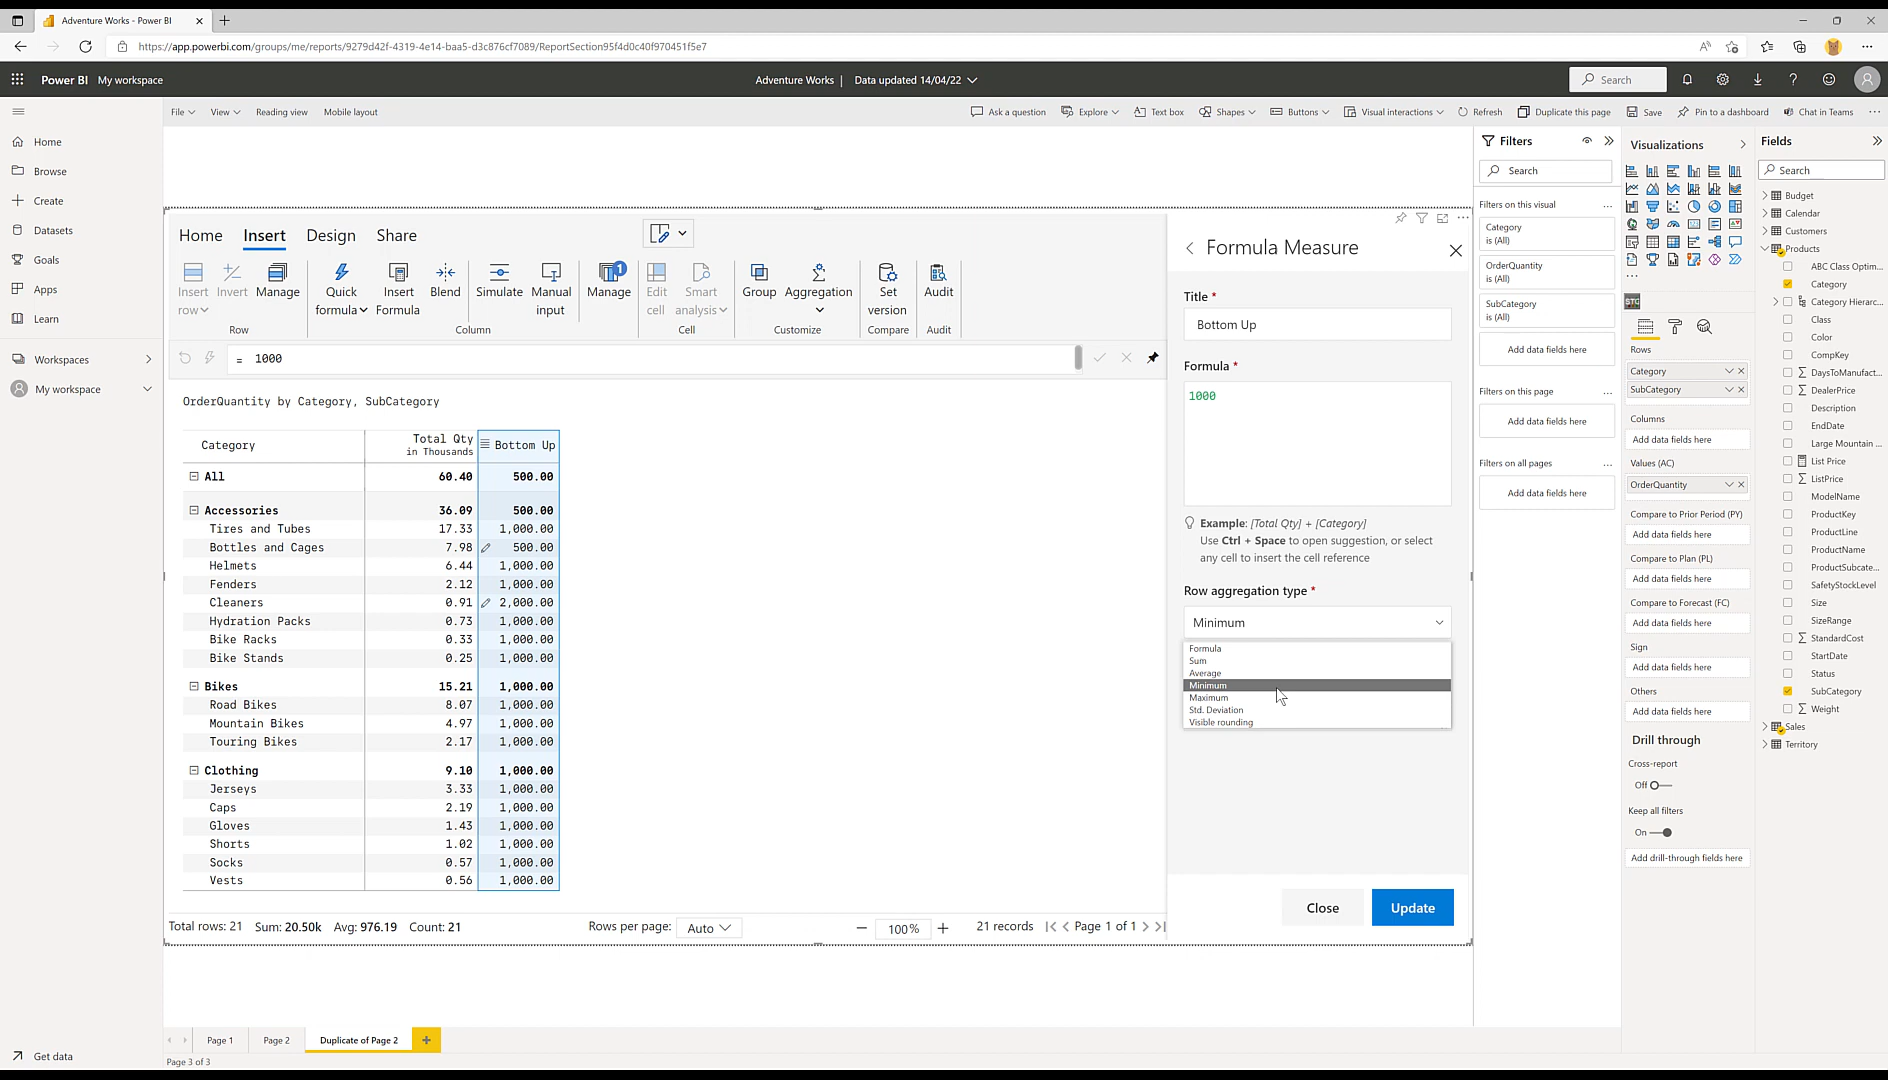 Adventure Works - Power BI
https://app.powerbi.com/groups/me/reports/9279d42f-4319-4e14-baa5-d3c876cf7089/ReportSection95f4d0c40f970451f5e7
Power BI My workspace
Adventure Works | Data updated 14/04/22
Search
File View Reading view Mobile layout
Ask a question Explore Text box Shapes Buttons Visual interactions Refresh Duplicate this page Save Pin to a dashboard Chat in Teams
Home
Browse
Create
Datasets
Goals
Apps
Learn
Workspaces
My workspace
Get data
Home Insert Design Share
Insert row
Invert
Manage
Row
Quick formula
Insert Formula
Blend
Simulate
Manual input
Column
Manage
1
Edit cell
Smart analysis
Cell
Group
Aggregation
Customize
Set version
Compare
Audit
Audit
= 1000
OrderQuantity by Category, SubCategory
Category Total Qty in Thousands Bottom Up
All 60.40 500.00
Accessories 36.09 500.00
Tires and Tubes 17.33 1,000.00
Bottles and Cages 7.98 500.00
Helmets 6.44 1,000.00
Fenders 2.12 1,000.00
Cleaners 0.91 2,000.00
Hydration Packs 0.73 1,000.00
Bike Racks 0.33 1,000.00
Bike Stands 0.25 1,000.00
Bikes 15.21 1,000.00
Road Bikes 8.07 1,000.00
Mountain Bikes 4.97 1,000.00
Touring Bikes 2.17 1,000.00
Clothing 9.10 1,000.00
Jerseys 3.33 1,000.00
Caps 2.19 1,000.00
Gloves 1.43 1,000.00
Shorts 1.02 1,000.00
Socks 0.57 1,000.00
Vests 0.56 1,000.00
Total rows: 21 Sum: 20.50k Avg: 976.19 Count: 21
Rows per page: Auto
100%
21 records Page 1 of 1
Formula Measure
Title *
Bottom Up
Formula *
1000
Example: [Total Qty] + [Category]
Use Ctrl + Space to open suggestion, or select
any cell to insert the cell reference
Row aggregation type *
Minimum
Formula
Sum
Average
Minimum
Maximum
Std. Deviation
Visible rounding
Close Update
Filters
Search
Filters on this visual ...
Category
is (All)
OrderQuantity
is (All)
SubCategory
is (All)
Add data fields here
Filters on this page ...
Add data fields here
Filters on all pages ...
Add data fields here
Visualizations
STG
Rows
Category
SubCategory
Columns
Add data fields here
Values (AC)
OrderQuantity
Compare to Prior Period (PY)
Add data fields here
Compare to Plan (PL)
Add data fields here
Compare to Forecast (FC)
Add data fields here
Sign
Add data fields here
Others
Add data fields here
Drill through
Cross-report
Off
Keep all filters
On
Add drill-through fields here
Fields
Search
Budget
Calendar
Customers
Products
ABC Class Optim...
Category
Category Hierarc...
Class
Color
CompKey
DaysToManufact...
DealerPrice
Description
EndDate
Large Mountain ...
List Price
ListPrice
ModelName
ProductKey
ProductLine
ProductName
ProductSubcate...
SafetyStockLevel
Size
SizeRange
StandardCost
StartDate
Status
SubCategory
Weight
Sales
Territory
Page 1 Page 2 Duplicate of Page 2 +
Page 3 of 3